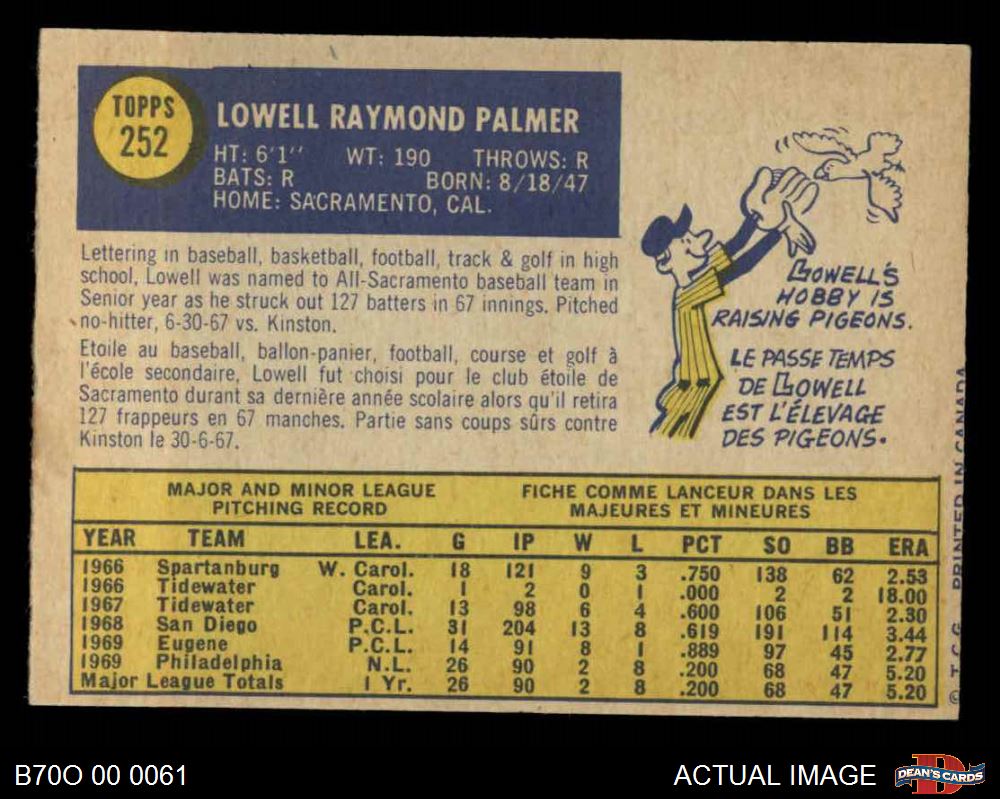 TOPPS
252
LOWELL RAYMOND PALMER
HT: 6'1" WT: 190 THROWS: R
BATS: R BORN: 8/18/47
HOME: SACRAMENTO, CAL.
Lettering in baseball, basketball, football, track & golf in high
school, Lowell was named to All-Sacramento baseball team in
Senior year as he struck out 127 batters in 67 innings. Pitched
no-hitter, 6-30-67 vs. Kinston.
Etoile au baseball, ballon-panier, football, course et golf à
l'école secondaire, Lowell fut choisi pour le club étoile de
Sacramento durant sa dernière année scolaire alors qu'il retira
127 frappeurs en 67 manches. Partie sans coups sûrs contre
Kinston le 30-6-67.
LOWELL'S
HOBBY IS
RAISING PIGEONS.
LE PASSE TEMPS
DE LOWELL
EST L'ÉLEVAGE
DES PIGEONS.
MAJOR AND MINOR LEAGUE
PITCHING RECORD
FICHE COMME LANCEUR DANS LES
MAJEURES ET MINEURES
YEAR TEAM LEA. G IP W L PCT SO BB ERA
1966 Spartanburg W. Carol. 18 121 9 3 .750 138 62 2.53
1966 Tidewater Carol. 1 2 0 1 .000 2 2 18.00
1967 Tidewater Carol. 13 98 6 4 .600 106 51 2.30
1968 San Diego P.C.L. 31 204 13 8 .619 191 114 3.44
1969 Eugene P.C.L. 14 91 8 1 .889 97 45 2.77
1969 Philadelphia N.L. 26 90 2 8 .200 68 47 5.20
Major League Totals 1 Yr. 26 90 2 8 .200 68 47 5.20
© T.C.G. PRINTED IN CANADA
B70O 00 0061
ACTUAL IMAGE
DEAN'S CARDS